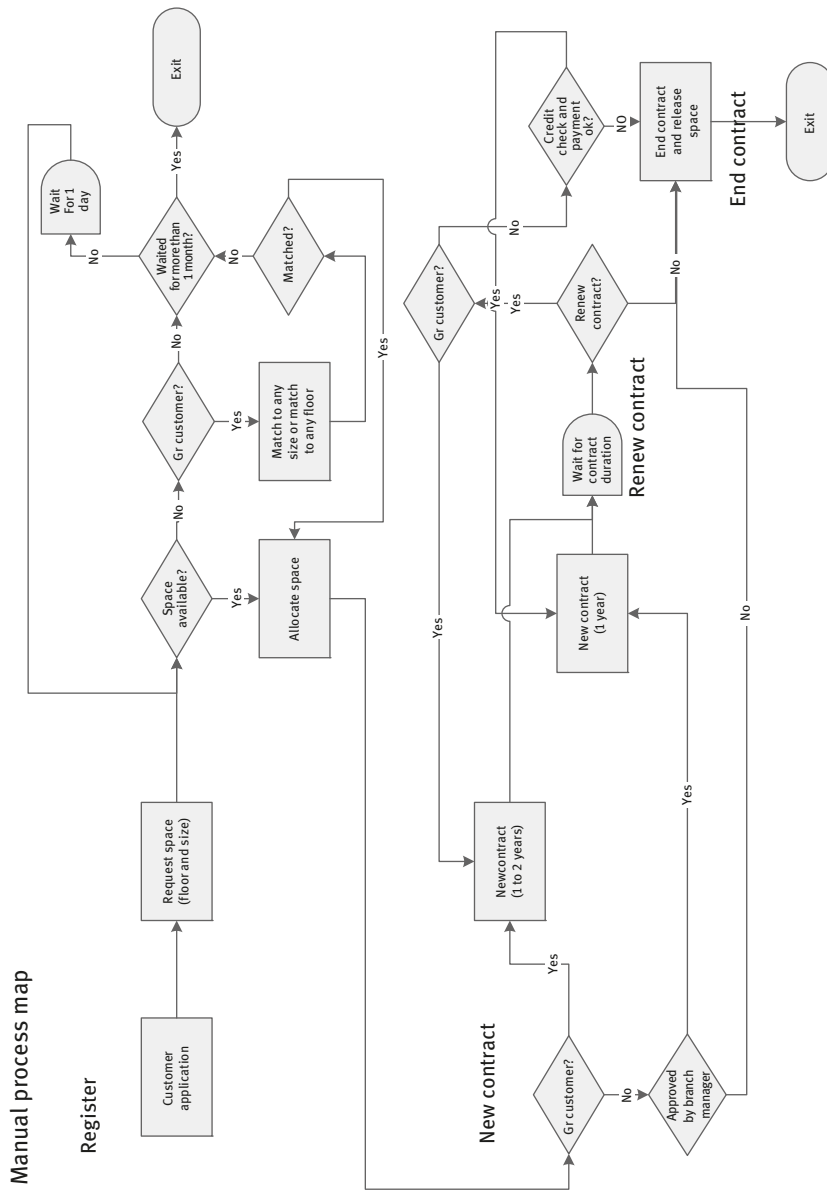 Manual process map
Register
Customer
application
Request space
(floor and size)
Space
available?
No
Yes
Allocate space
Gr customer?
No
Yes
Match to any
size or match
to any floor
Waited
for more than
1 month?
No
Yes
Wait
For 1
day
Exit
Matched?
No
Yes
New contract
Gr customer?
Yes
No
Approved
by branch
manager
Yes
No
Newcontract
(1 to 2 years)
New contract
(1 year)
Wait for
contract
duration
Renew contract
Renew
contract?
Yes
No
Gr customer?
Yes
No
Credit
check and
payment
ok?
Yes
NO
End contract
and release
space
End contract
Exit